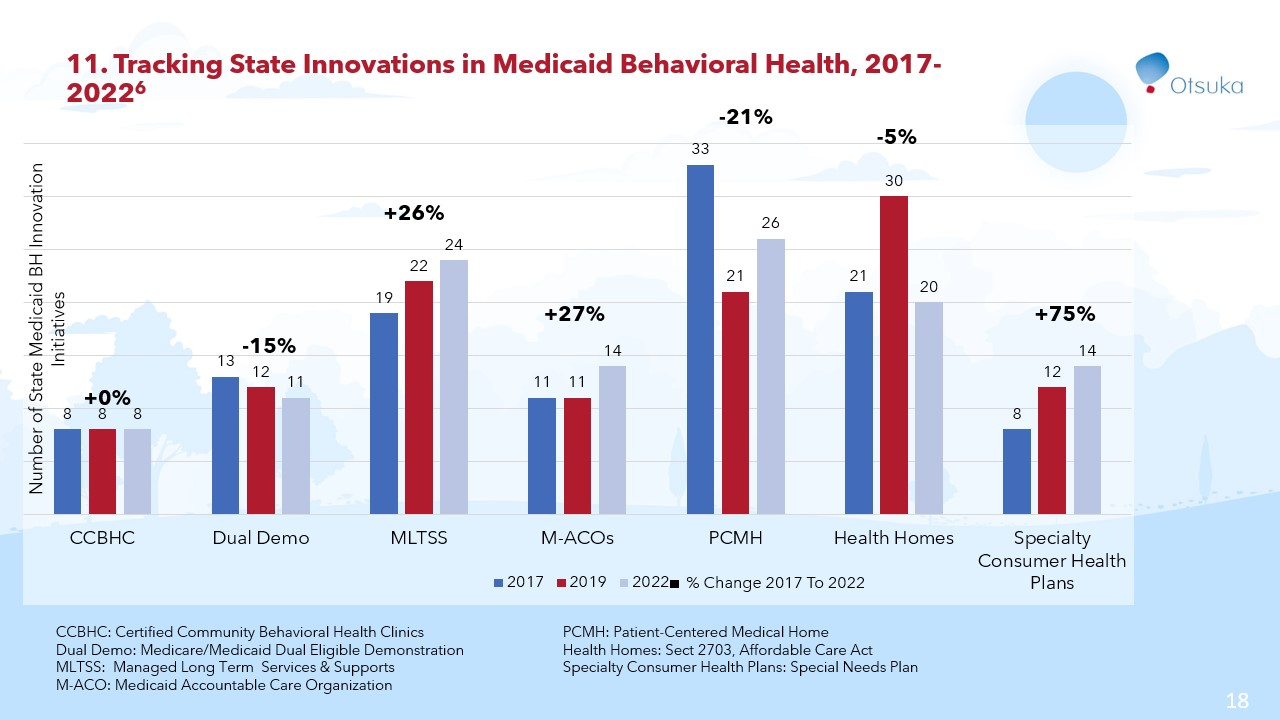 11. Tracking State Innovations in Medicaid Behavioral Health, 2017-
2022⁶
Otsuka
Number of State Medicaid BH Innovation
Initiatives
+0%
8 8 8
-15%
13 12 11
+26%
19 22 24
+27%
11 11 14
-21%
33 21 26
-5%
21 30 20
+75%
8 12 14
CCBHC
Dual Demo
MLTSS
M-ACOs
PCMH
Health Homes
Specialty
Consumer Health
Plans
2017 2019 2022 % Change 2017 To 2022
CCBHC: Certified Community Behavioral Health Clinics
Dual Demo: Medicare/Medicaid Dual Eligible Demonstration
MLTSS: Managed Long Term Services & Supports
M-ACO: Medicaid Accountable Care Organization
PCMH: Patient-Centered Medical Home
Health Homes: Sect 2703, Affordable Care Act
Specialty Consumer Health Plans: Special Needs Plan
18